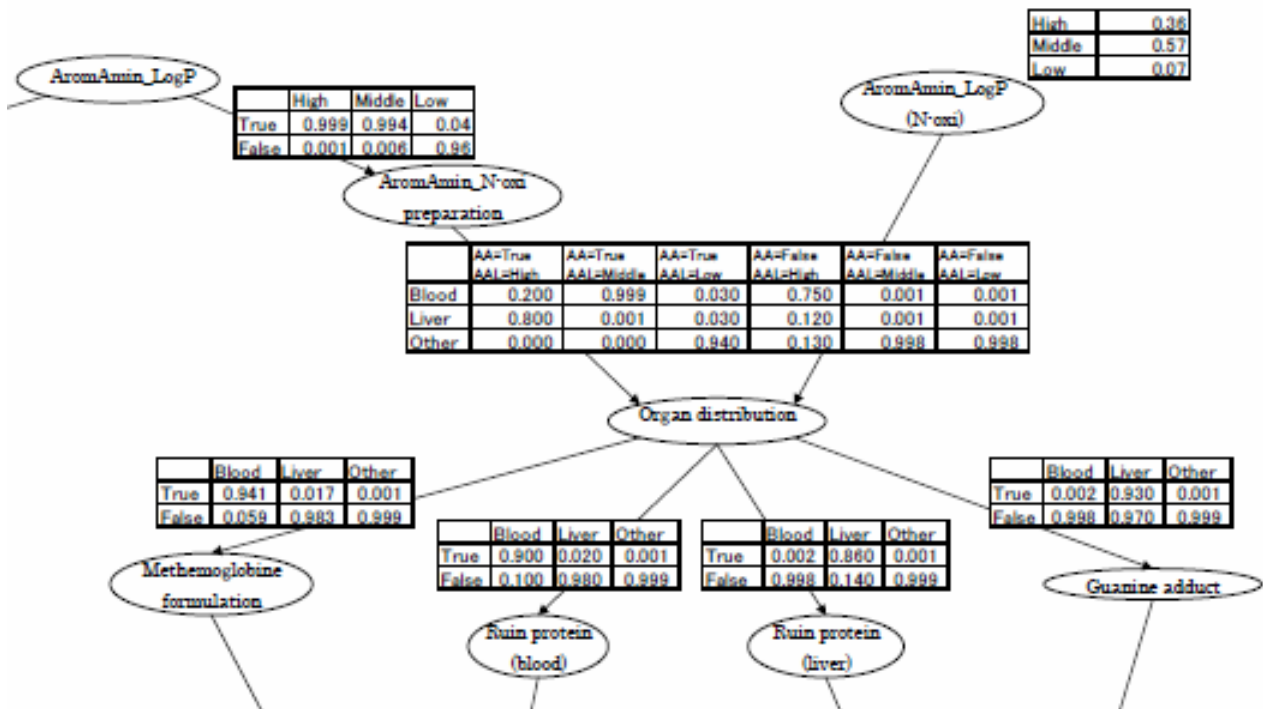 High 0.36
Middle 0.57
Low 0.07
AromAmin_LogP
AromAmin_LogP
(N-oxi)
High Middle Low
True 0.999 0.994 0.04
False 0.001 0.006 0.96
AromAmin_N-oxi
preparation
AA=True AA=True AA=True AA=False AA=False AA=False
AAL=High AAL=Middle AAL=Low AAL=High AAL=Middle AAL=Low
Blood 0.200 0.999 0.030 0.750 0.001 0.001
Liver 0.800 0.001 0.030 0.120 0.001 0.001
Other 0.000 0.000 0.940 0.130 0.998 0.998
Organ distribution
Blood Liver Other
True 0.941 0.017 0.001
False 0.059 0.983 0.999
Blood Liver Other
True 0.900 0.020 0.001
False 0.100 0.980 0.999
Blood Liver Other
True 0.002 0.860 0.001
False 0.998 0.140 0.999
Blood Liver Other
True 0.002 0.930 0.001
False 0.998 0.970 0.999
Methemoglobine
formulation
Ruin protein
(blood)
Ruin protein
(liver)
Guanine adduct